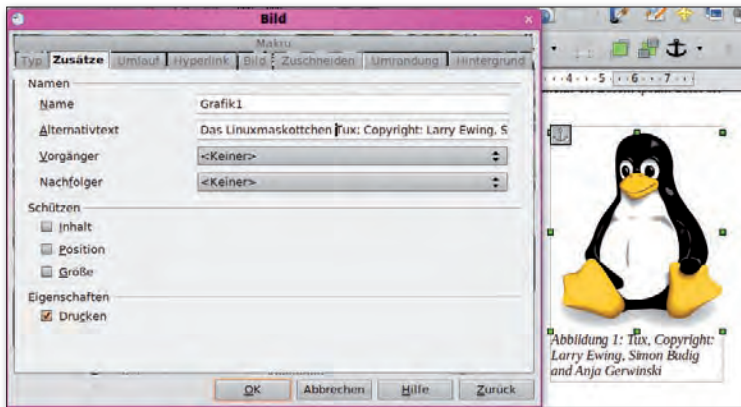 Bild
Makru
Typ Zusätze Umlauf Hyperlink Bild Zuschneiden Umrandung Hintergrund
Namen
Name Grafik1
Alternativtext Das Linuxmaskottchen Tux; Copyright: Larry Ewing, S
Vorgänger <Keiner>
Nachfolger <Keiner>
Schützen
Inhalt
Position
Größe
Eigenschaften
Drucken
OK Abbrechen Hilfe Zurück
4 5 6 7
Abbildung 1: Tux, Copyright:
Larry Ewing, Simon Budig
and Anja Gerwinski